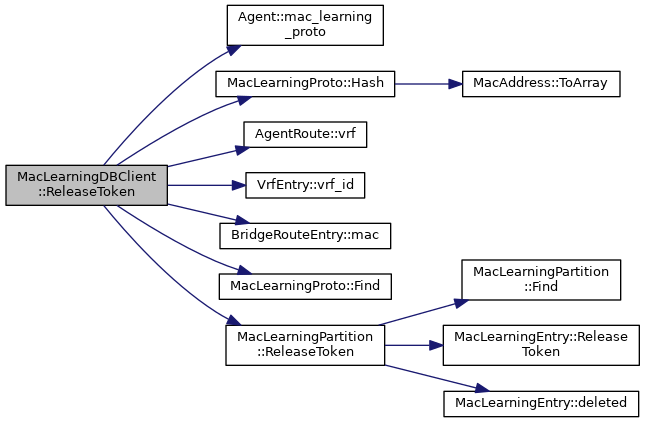 Agent::mac_learning
_proto
MacLearningProto::Hash
MacAddress::ToArray
AgentRoute::vrf
MacLearningDBClient
::ReleaseToken
VrfEntry::vrf_id
BridgeRouteEntry::mac
MacLearningProto::Find
MacLearningPartition
::Find
MacLearningPartition
::ReleaseToken
MacLearningEntry::Release
Token
MacLearningEntry::deleted